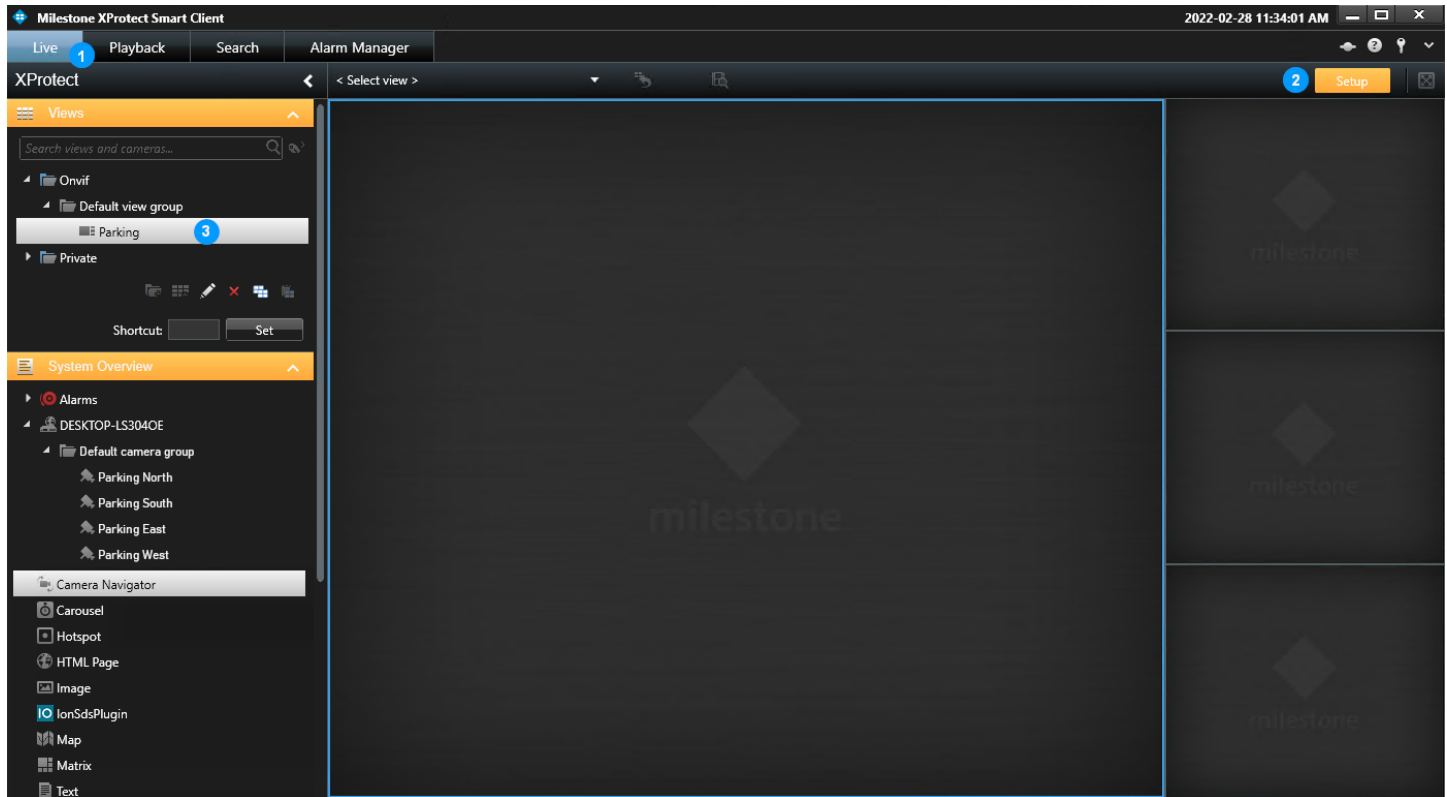 Milestone XProtect Smart Client
2022-02-28 11:34:01 AM
Live 1 Playback Search Alarm Manager
XProtect
< Select view >
2 Setup
Views
Search views and cameras...
Onvif
Default view group
Parking 3
Private
Shortcut: Set
System Overview
Alarms
DESKTOP-LS304OE
Default camera group
Parking North
Parking South
Parking East
Parking West
Camera Navigator
Carousel
Hotspot
HTML Page
Image
IO IonSdsPlugin
Map
Matrix
Text
milestone
milestone
milestone
milestone